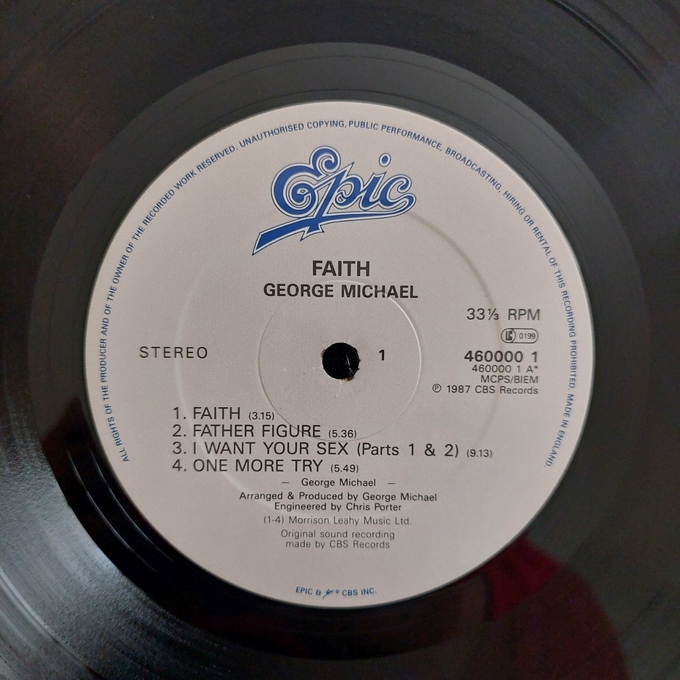 ALL RIGHTS OF THE PRODUCER AND OF THE OWNER OF THE RECORDED WORK RESERVED. UNAUTHORISED COPYING, PUBLIC PERFORMANCE, BROADCASTING, HIRING OR RENTAL OF THIS RECORDING PROHIBITED. MADE IN ENGLAND.
Epic
FAITH
GEORGE MICHAEL
33⅓ RPM
LC 0199
STEREO
1
460000 1
460000 1 A*
MCPS/BIEM
℗ 1987 CBS Records
1. FAITH (3.15)
2. FATHER FIGURE (5.36)
3. I WANT YOUR SEX (Parts 1 & 2) (9.13)
4. ONE MORE TRY (5.49)
— George Michael —
Arranged & Produced by George Michael
Engineered by Chris Porter
(1-4) Morrison Leahy Music Ltd.
Original sound recording
made by CBS Records
EPIC & CBS INC.